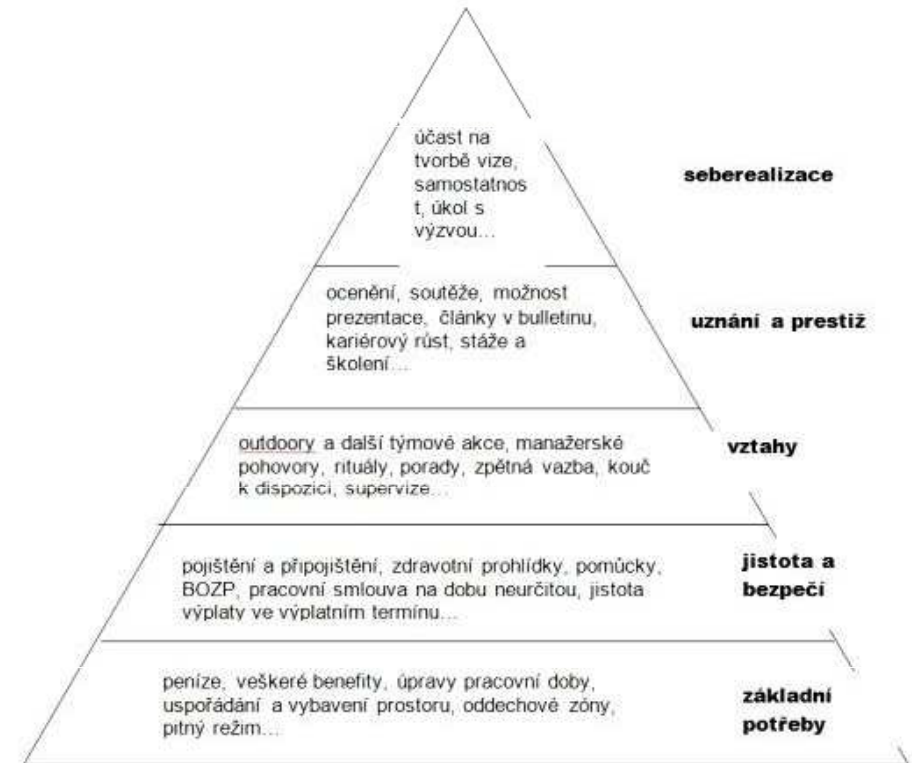 účast na
tvorbě vize,
samostatnos
t, úkol s
výzvou...
seberealizace
ocenění, soutěže, možnost
prezentace, články v bulletinu,
kariérový růst, stáže a
školení...
uznání a prestiž
outdoory a další týmové akce, manažerské
pohovory, rituály, porady, zpětná vazba, kouč
k dispozici, supervize...
vztahy
pojištění a připojištění, zdravotní prohlídky, pomůcky,
BOZP, pracovní smlouva na dobu neurčitou, jistota
výplaty ve výplatním termínu...
jistota a
bezpečí
peníze, veškeré benefity, úpravy pracovní doby,
uspořádání a vybavení prostoru, oddechové zóny,
pitný režim...
základní
potřeby